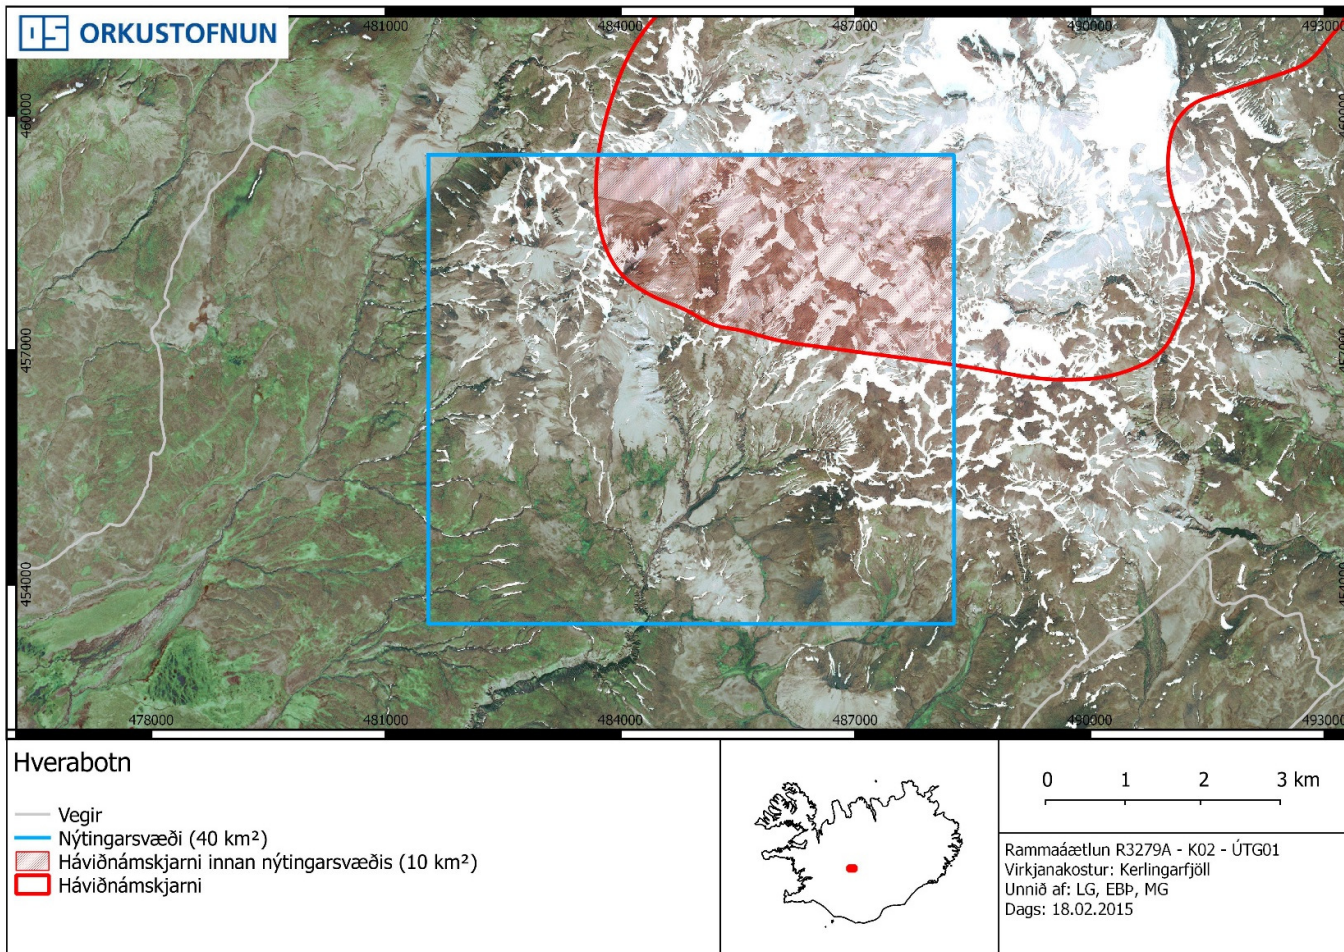 ORKUSTOFNUN
481000 484000 487000 490000 493000
460000 460000
457000 457000
454000
478000 481000 484000 487000 490000 493000
Hverabotn
Vegir
Nýtingarsvæði (40 km²)
Háviðnámskjarni innan nýtingarsvæðis (10 km²)
Háviðnámskjarni
0 1 2 3 km
Rammaáætlun R3279A - K02 - ÚTG01
Virkjanakostur: Kerlingarfjöll
Unnið af: LG, EBÞ, MG
Dags: 18.02.2015